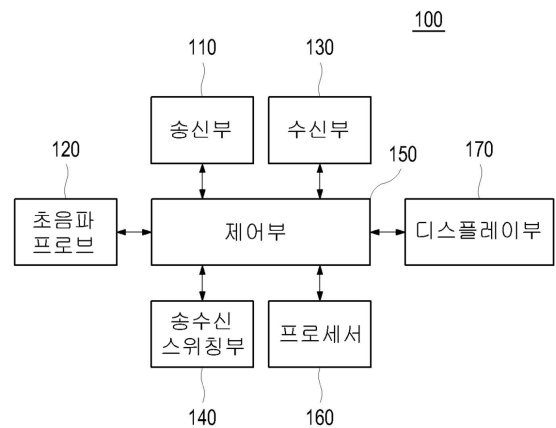 100
110
130
송신부
수신부
120
150
170
초음파
프로브
제어부
디스플레이부
송수신
스위칭부
프로세서
140
160